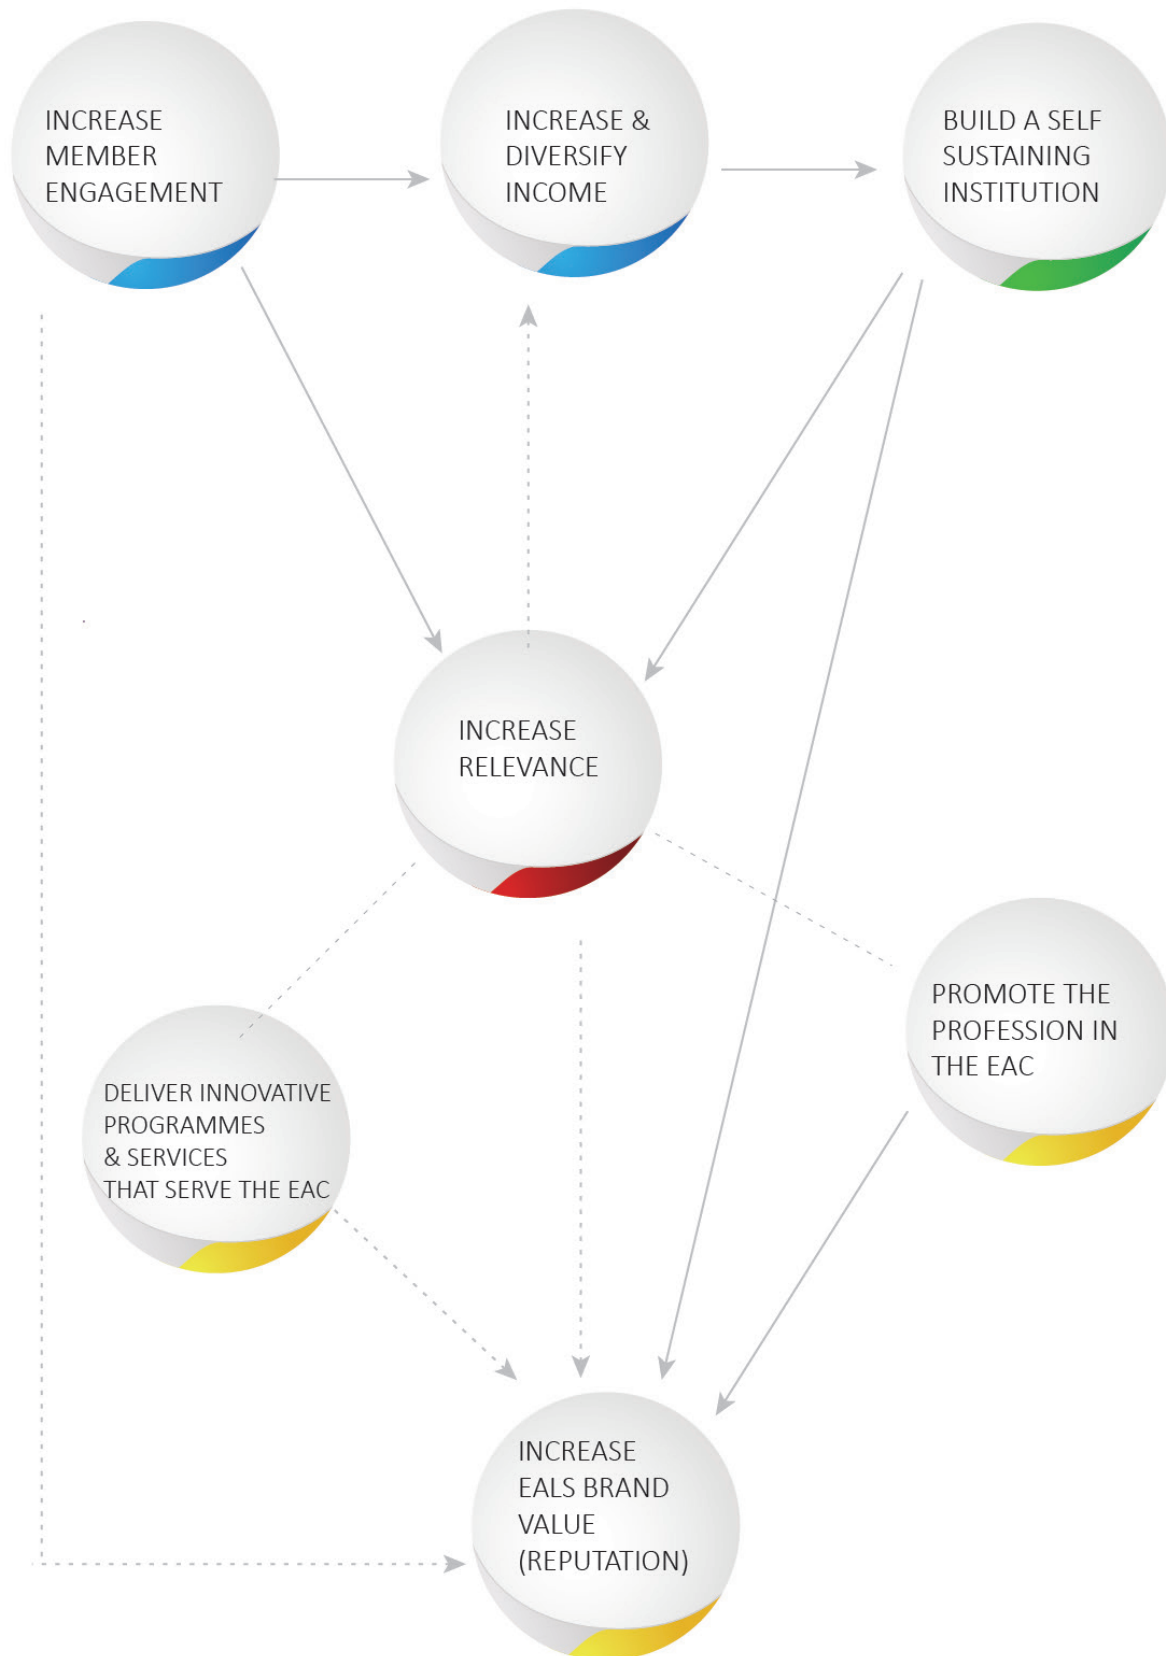 INCREASE
MEMBER
ENGAGEMENT
INCREASE &
DIVERSIFY
INCOME
BUILD A SELF
SUSTAINING
INSTITUTION
INCREASE
RELEVANCE
PROMOTE THE
PROFESSION IN
THE EAC
DELIVER INNOVATIVE
PROGRAMMES
& SERVICES
THAT SERVE THE EAC
INCREASE
EALS BRAND
VALUE
(REPUTATION)